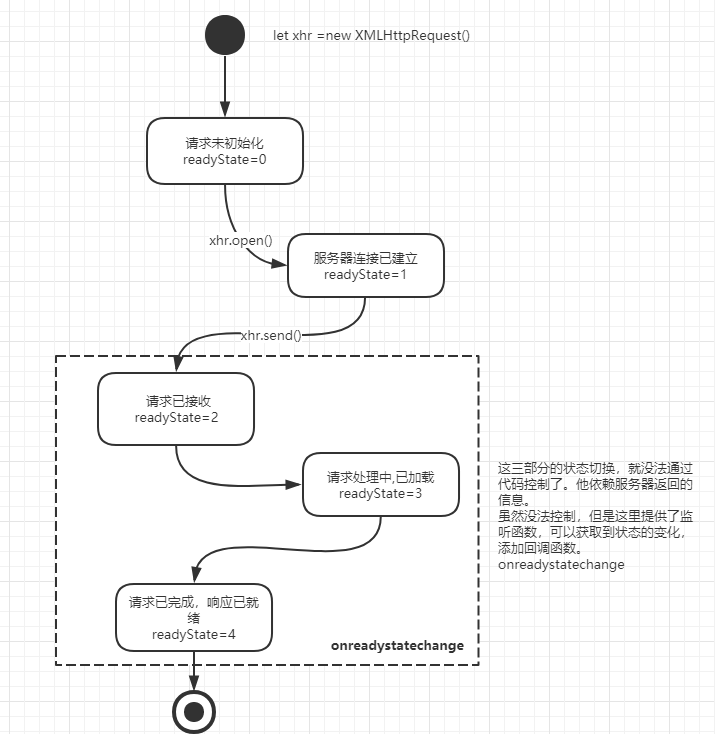 let xhr =new XMLHttpRequest()
请求未初始化
readyState=0
xhr.open()
服务器连接已建立
readyState=1
xhr.send()
请求已接收
readyState=2
请求处理中,已加载
readyState=3
这三部分的状态切换，就没法通过
代码控制了。他依赖服务器返回的
信息。
虽然没法控制，但是这里提供了监
听函数，可以获取到状态的变化，
添加回调函数。
onreadystatechange
请求已完成，响应已就
绪
readyState=4
onreadystatechange